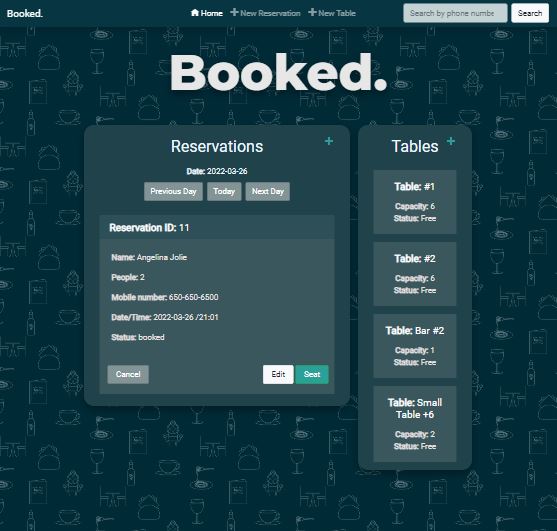 Booked.
Home
New Reservation
New Table
Search by phone numbe
Search
Booked.
Reservations
Date: 2022-03-26
Previous Day
Today
Next Day
Reservation ID: 11
Name: Angelina Jolie
People: 2
Mobile number: 650-650-6500
Date/Time: 2022-03-26 /21:01
Status: booked
Cancel
Edit
Seat
Tables
Table: #1
Capacity: 6
Status: Free
Table: #2
Capacity: 6
Status: Free
Table: Bar #2
Capacity: 1
Status: Free
Table: Small
Table +6
Capacity: 2
Status: Free